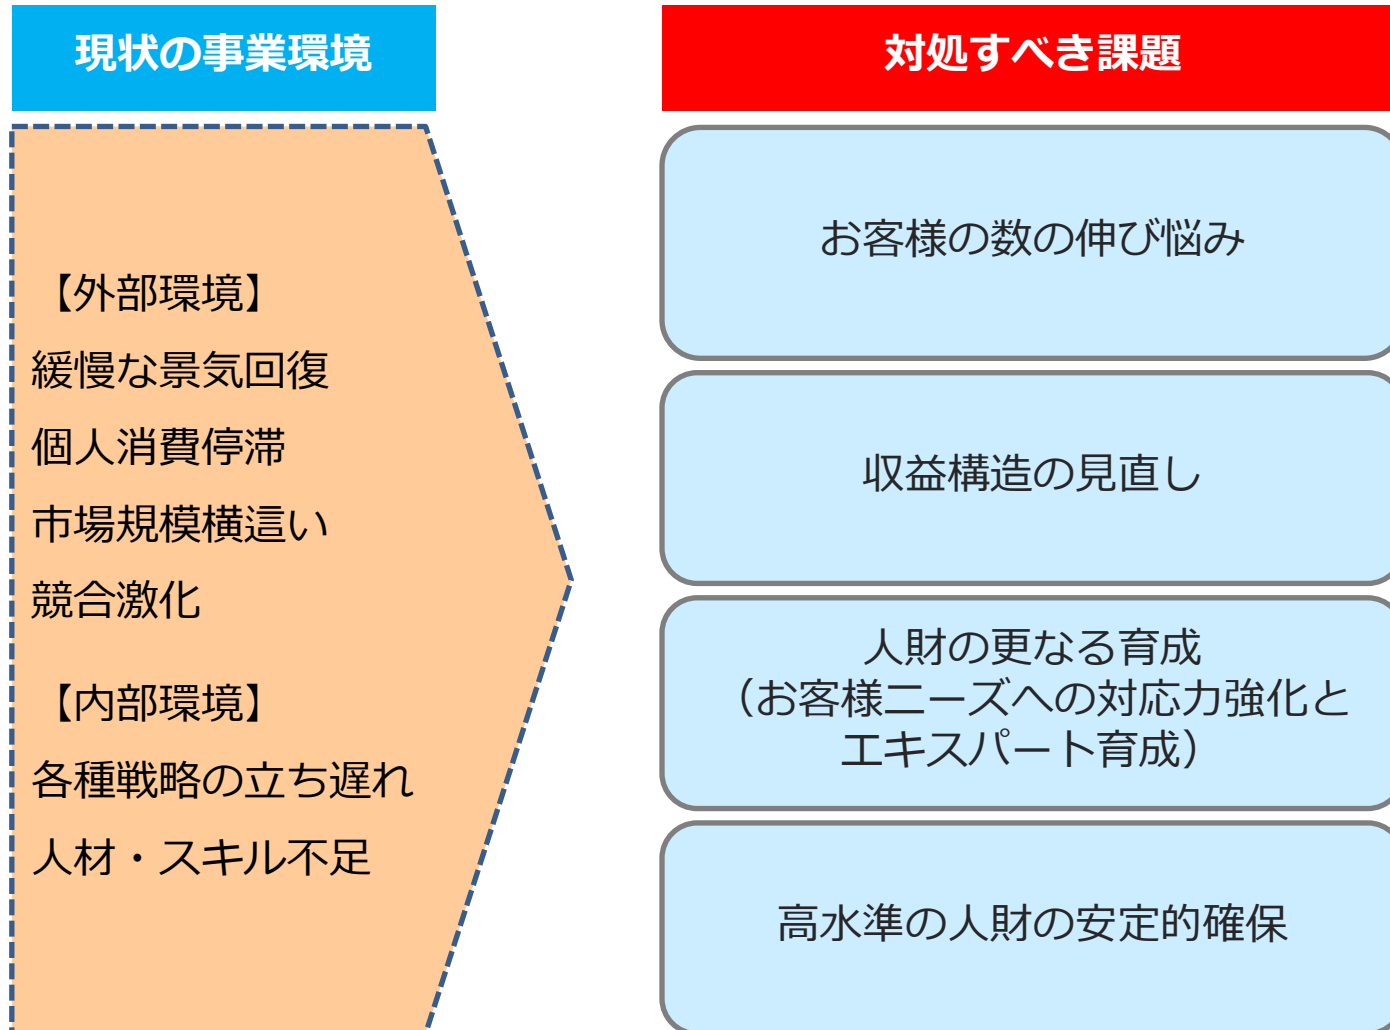 現状の事業環境
【外部環境】
緩慢な景気回復
個人消費停滞
市場規模横這い
競合激化
【内部環境】
各種戦略の立ち遅れ
人材・スキル不足
対処すべき課題
お客様の数の伸び悩み
収益構造の見直し
人財の更なる育成
（お客様ニーズへの対応力強化と
エキスパート育成）
高水準の人財の安定的確保